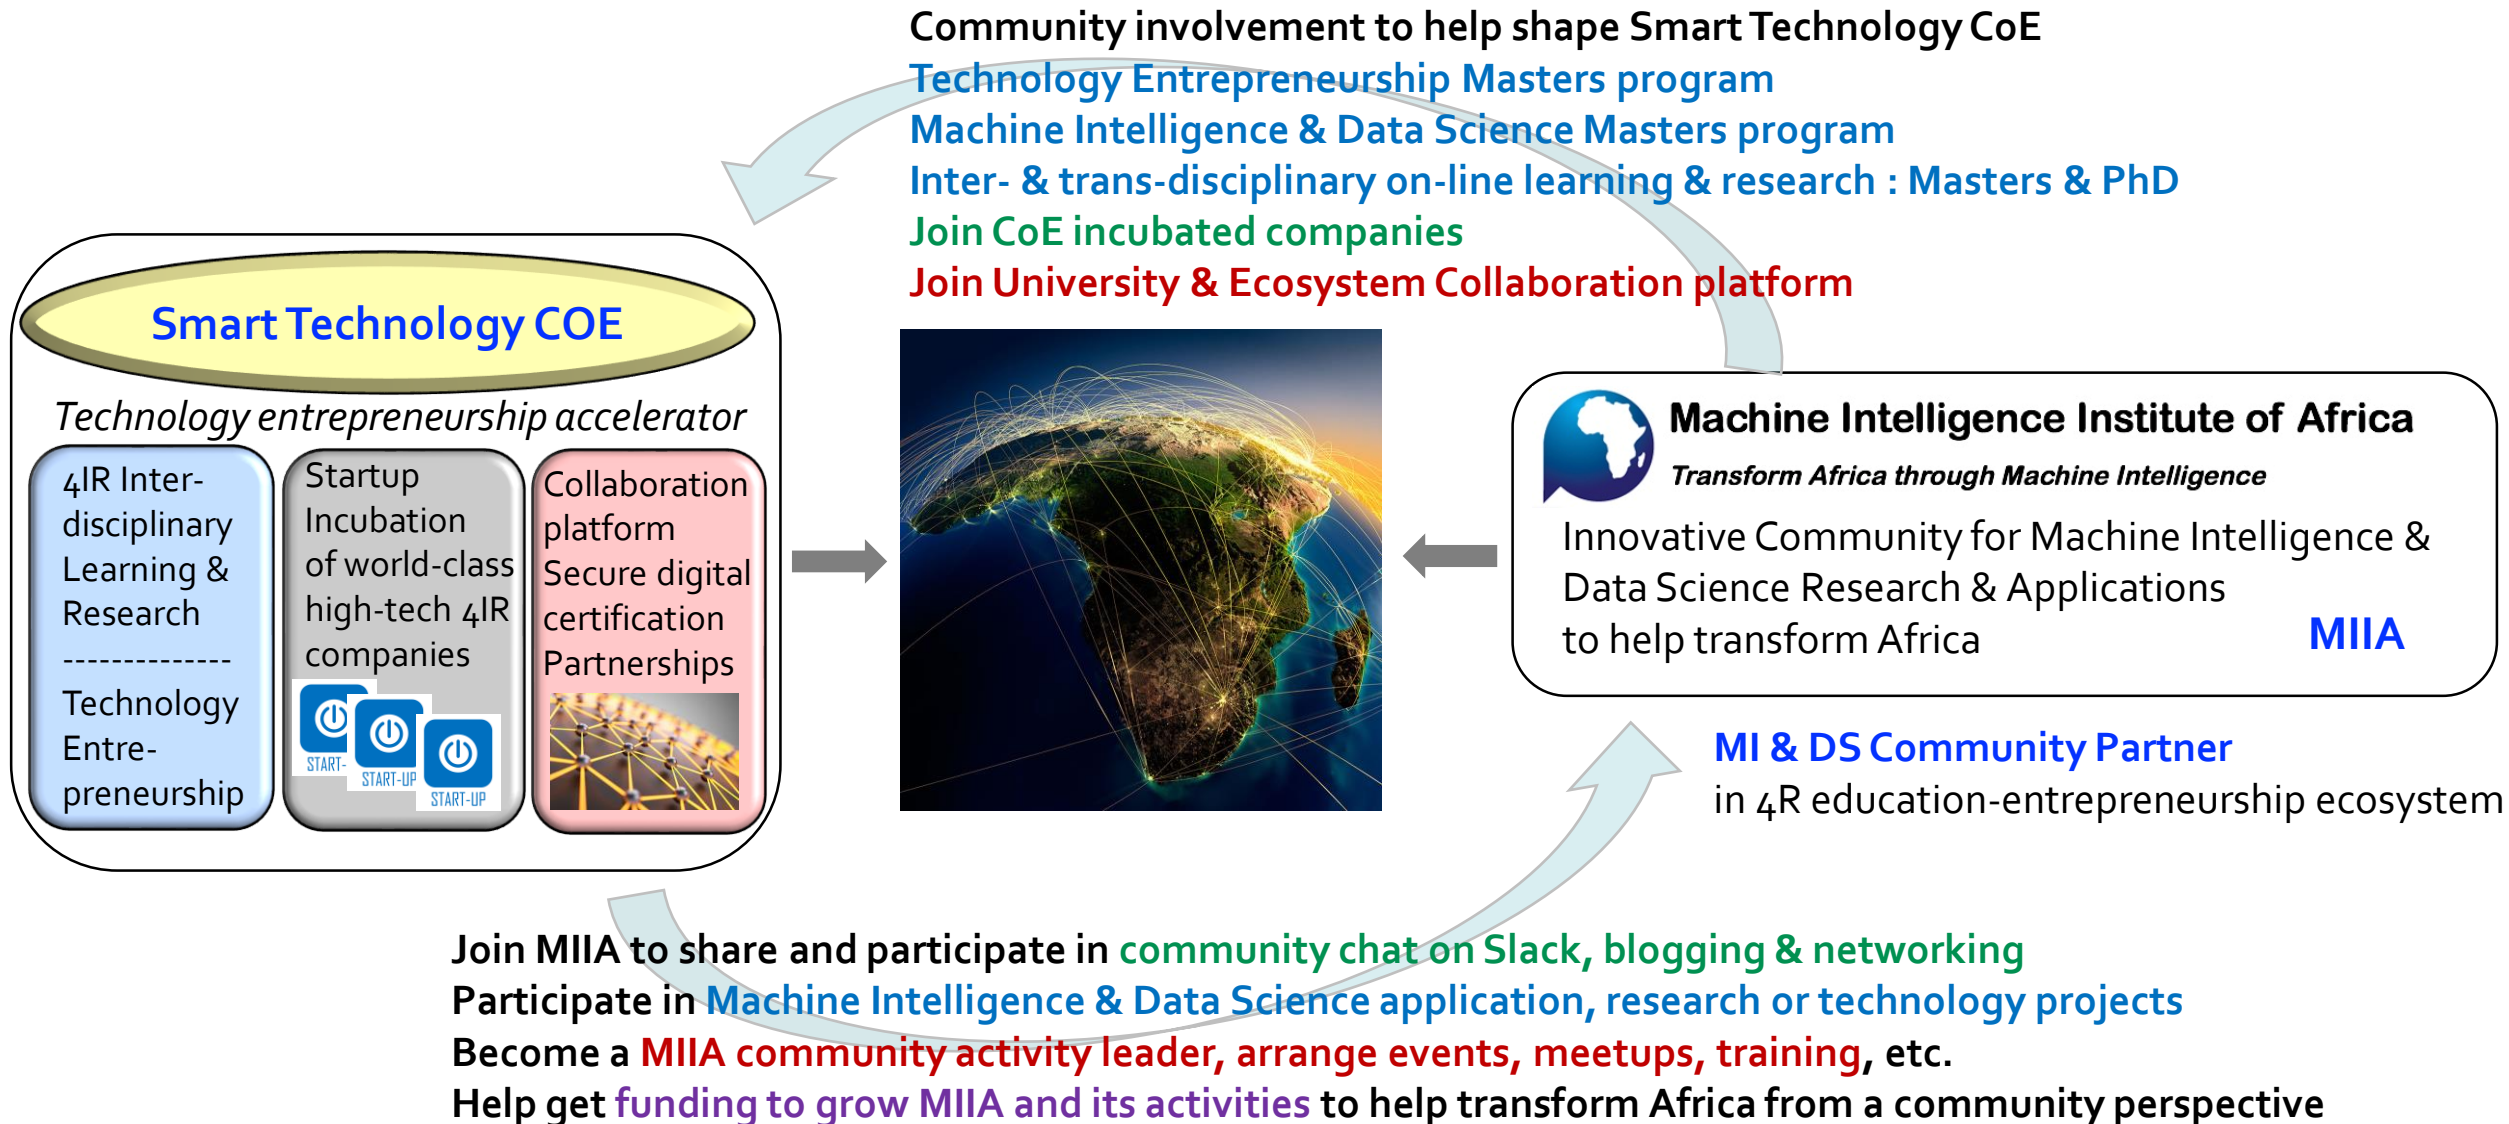 Community involvement to help shape Smart Technology CoE
Technology Entrepreneurship Masters program
Machine Intelligence & Data Science Masters program
Inter- & trans-disciplinary on-line learning & research : Masters & PhD
Join CoE incubated companies
Join University & Ecosystem Collaboration platform
Smart Technology COE
Technology entrepreneurship accelerator
4IR Inter-
disciplinary
Learning &
Research
--------------
Technology
Entre-
preneurship
Startup
Incubation
of world-class
high-tech 4IR
companies
START-
START-UP
START-UP
Collaboration
platform
Secure digital
certification
Partnerships
Machine Intelligence Institute of Africa
Transform Africa through Machine Intelligence
Innovative Community for Machine Intelligence &
Data Science Research & Applications
to help transform Africa
MIIA
MI & DS Community Partner
in 4R education-entrepreneurship ecosystem
Join MIIA to share and participate in community chat on Slack, blogging & networking
Participate in Machine Intelligence & Data Science application, research or technology projects
Become a MIIA community activity leader, arrange events, meetups, training, etc.
Help get funding to grow MIIA and its activities to help transform Africa from a community perspective